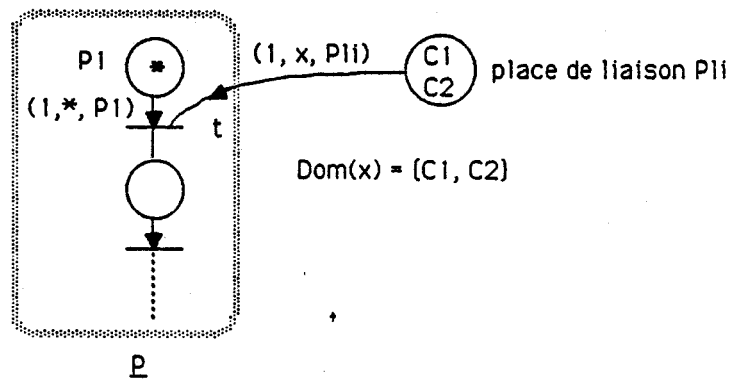 (1, x, Pli)
C1
C2
place de liaison Pli
P1
*
(1,*, P1)
t
Dom(x) = {C1, C2}
p